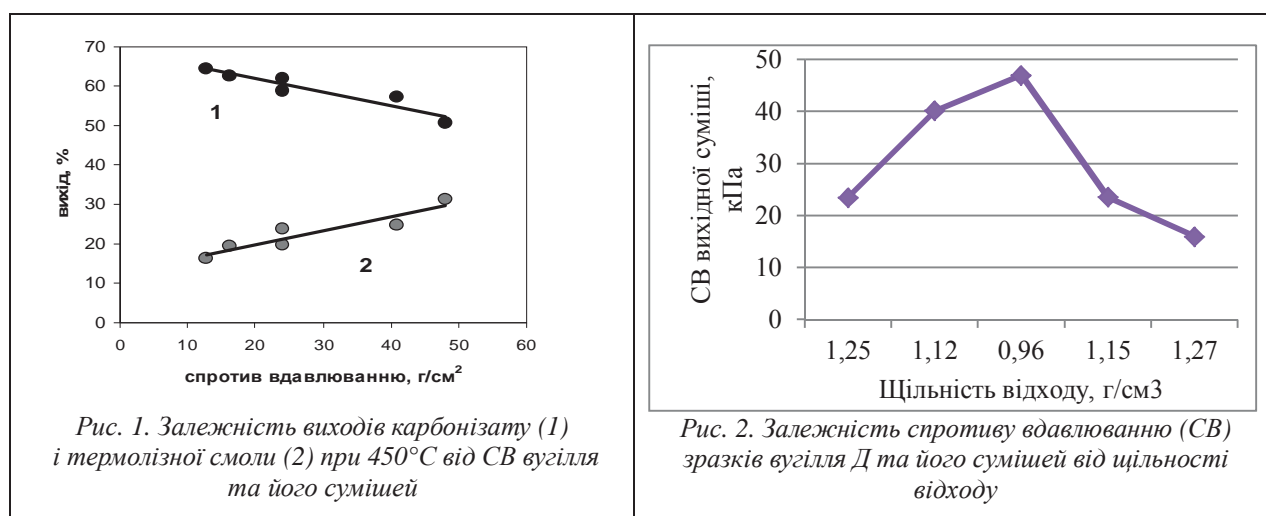 70
60
50
40
30
20
10
0
вихід, %
1
2
0 10 20 30 40 50 60
спротив вдавлюванню, г/см²
Рис. 1. Залежність виходів карбонізату (1)
і термолізної смоли (2) при 450°С від СВ вугілля
та його сумішей
50
40
30
20
10
0
СВ вихідної суміші,
кПа
1,25 1,12 0,96 1,15 1,27
Щільність відходу, г/см3
Рис. 2. Залежність спротиву вдавлюванню (СВ)
зразків вугілля Д та його сумішей від щільності
відходу